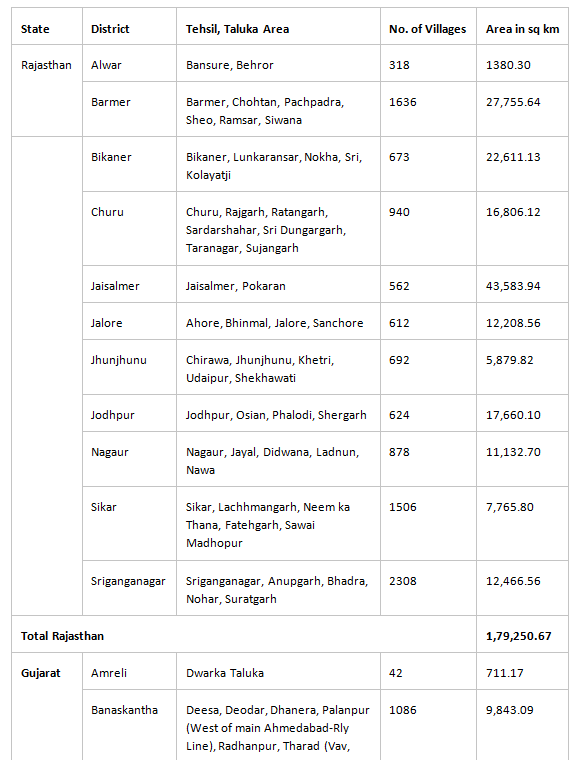 State District Tehsil, Taluka Area No. of Villages Area in sq km
Rajasthan Alwar Bansure, Behror 318 1380.30
Barmer Barmer, Chohtan, Pachpadra, 1636 27,755.64
Sheo, Ramsar, Siwana
Bikaner Bikaner, Lunkaransar, Nokha, Sri, 673 22,611.13
Kolayatji
Churu Churu, Rajgarh, Ratangarh, 940 16,806.12
Sardarshahar, Sri Dungargarh,
Taranagar, Sujangarh
Jaisalmer Jaisalmer, Pokaran 562 43,583.94
Jalore Ahore, Bhinmal, Jalore, Sanchore 612 12,208.56
Jhunjhunu Chirawa, Jhunjhunu, Khetri, 692 5,879.82
Udaipur, Shekhawati
Jodhpur Jodhpur, Osian, Phalodi, Shergarh 624 17,660.10
Nagaur Nagaur, Jayal, Didwana, Ladnun, 878 11,132.70
Nawa
Sikar Sikar, Lachhmangarh, Neem ka 1506 7,765.80
Thana, Fatehgarh, Sawai
Madhopur
Sriganganagar Sriganganagar, Anupgarh, Bhadra, 2308 12,466.56
Nohar, Suratgarh
Total Rajasthan 1,79,250.67
Gujarat Amreli Dwarka Taluka 42 711.17
Banaskantha Deesa, Deodar, Dhanera, Palanpur 1086 9,843.09
(West of main Ahmedabad-Rly
Line), Radhanpur, Tharad (Vav,